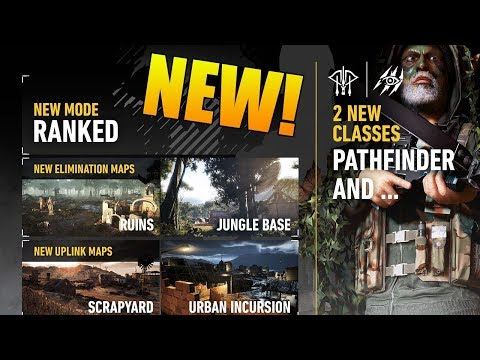 NEW!
NEW MODE
RANKED
NEW ELIMINATION MAPS
RUINS
JUNGLE BASE
NEW UPLINK MAPS
SCRAPYARD
URBAN INCURSION
2 NEW
CLASSES
PATHFINDER
AND ...